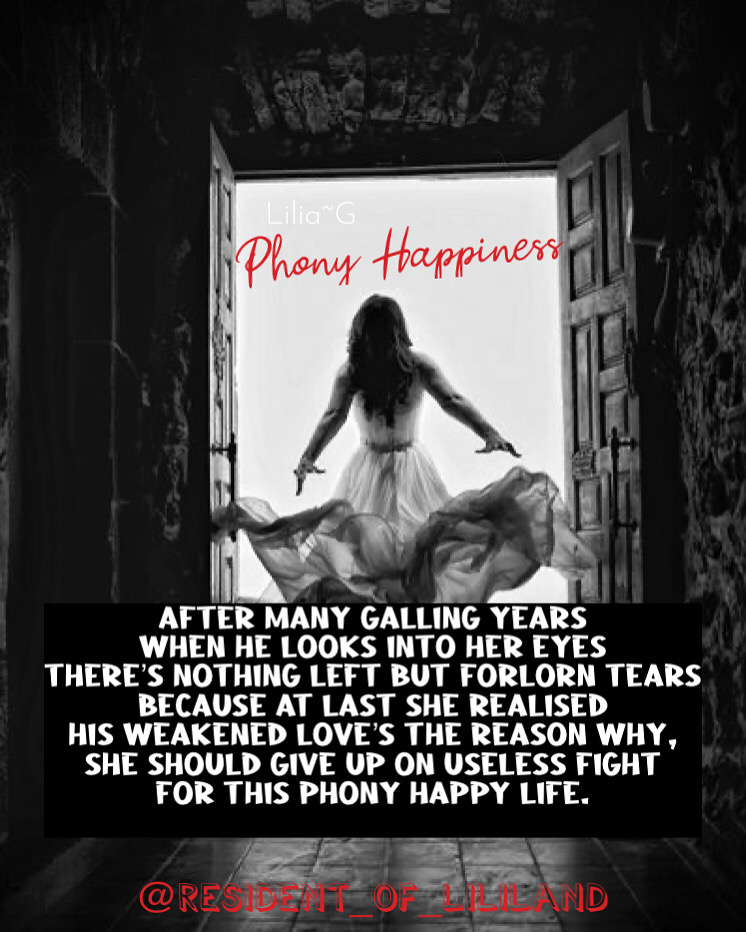 Lilia~G
Phony Happiness
AFTER MANY GALLING YEARS
WHEN HE LOOKS INTO HER EYES
THERE'S NOTHING LEFT BUT FORLORN TEARS
BECAUSE AT LAST SHE REALISED
HIS WEAKENED LOVE'S THE REASON WHY,
SHE SHOULD GIVE UP ON USELESS FIGHT
FOR THIS PHONY HAPPY LIFE.
@RESIDENT_OF_LILILAND